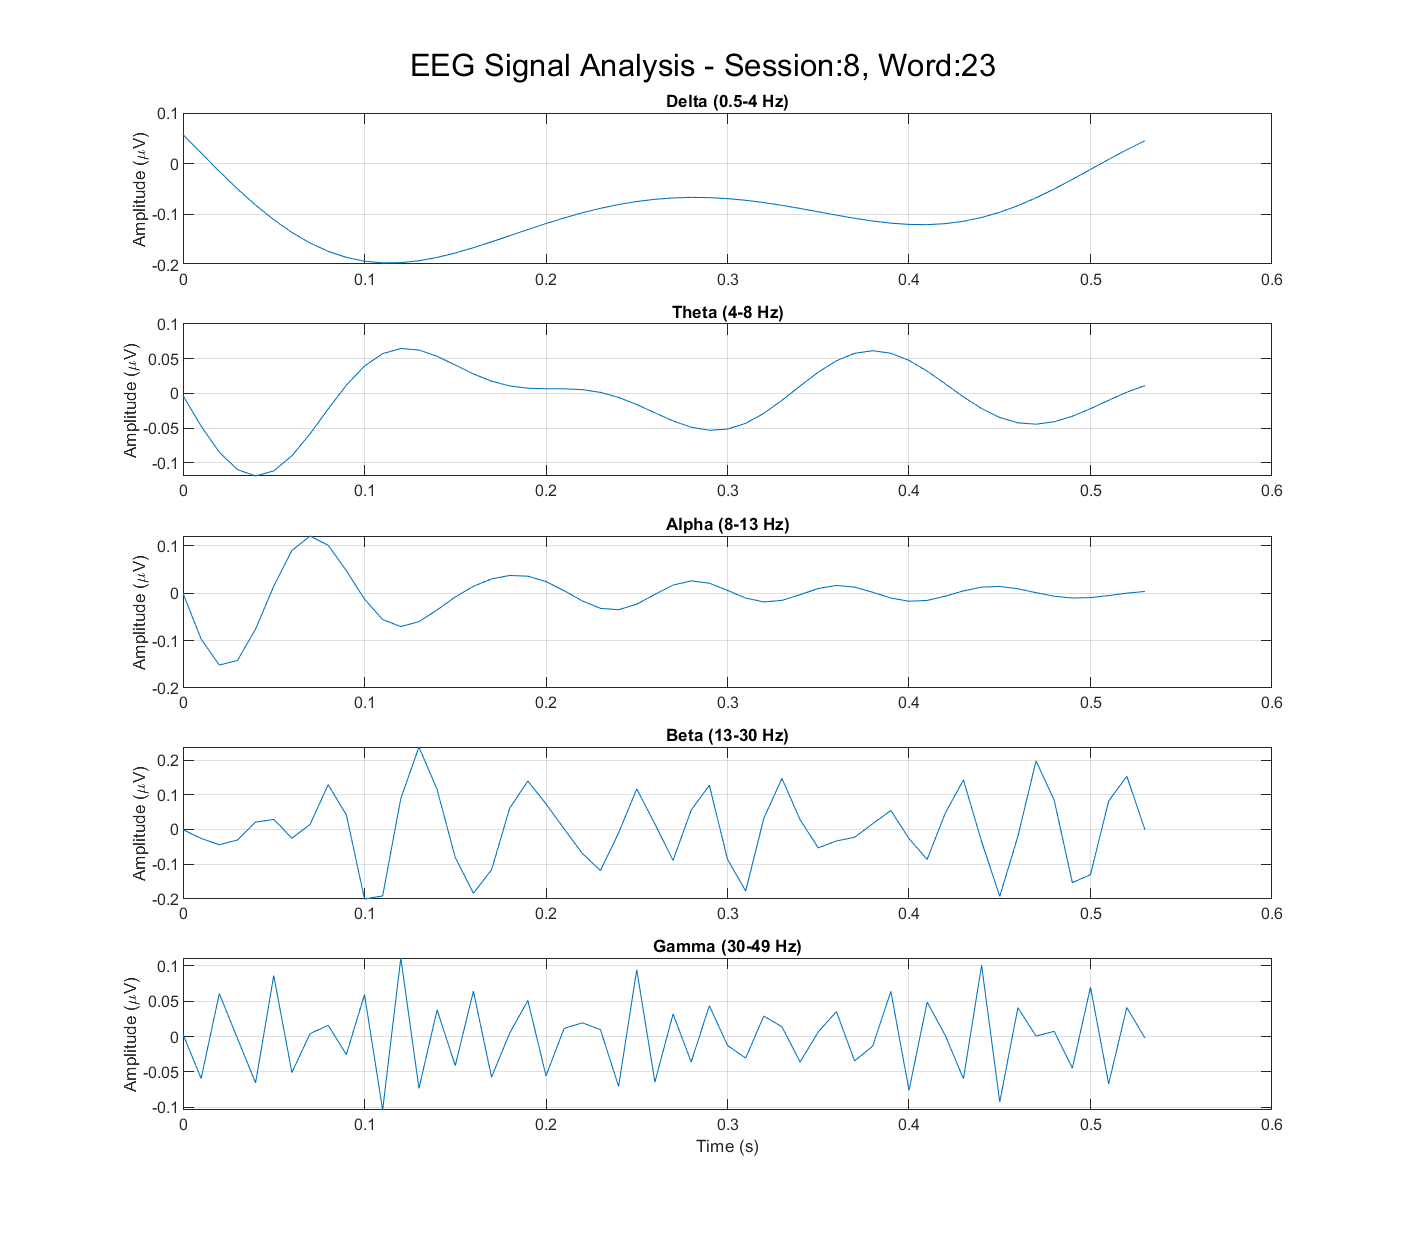 EEG Signal Analysis - Session:8, Word:23
Delta (0.5-4 Hz)
Amplitude (μV)
0.1
0
-0.1
-0.2
0 0.1 0.2 0.3 0.4 0.5 0.6
Theta (4-8 Hz)
Amplitude (μV)
0.1
0.05
0
-0.05
-0.1
0 0.1 0.2 0.3 0.4 0.5 0.6
Alpha (8-13 Hz)
Amplitude (μV)
0.1
0
-0.1
-0.2
0 0.1 0.2 0.3 0.4 0.5 0.6
Beta (13-30 Hz)
Amplitude (μV)
0.2
0.1
0
-0.1
-0.2
0 0.1 0.2 0.3 0.4 0.5 0.6
Gamma (30-49 Hz)
Amplitude (μV)
0.1
0.05
0
-0.05
-0.1
0 0.1 0.2 0.3 0.4 0.5 0.6
Time (s)